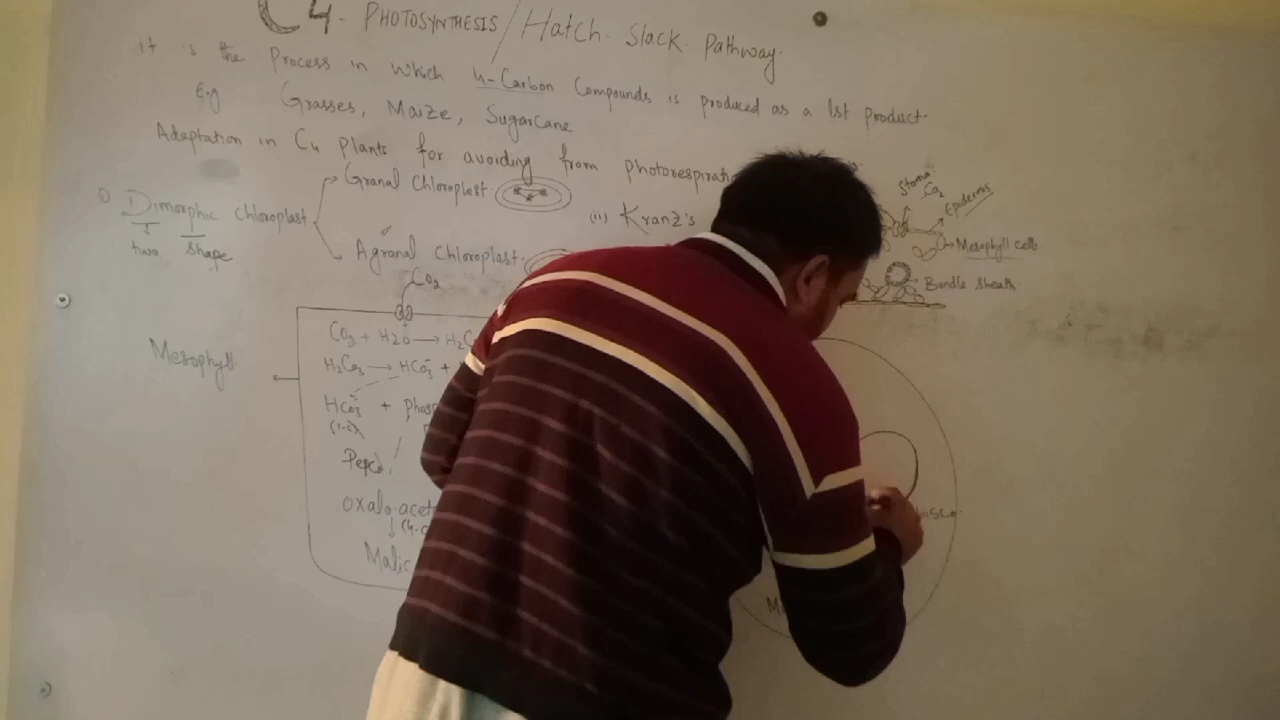 C4 - PHOTOSYNTHESIS / Hatch. Slack Pathway.
it is the Process in which 4-Carbon Compounds is produced as a 1st product.
E.g Grasses, Maize, SugarCane
Adaptation in C4 plants for avoiding from photorespirati
(i) Dimorphic Chloroplast
two shape
Granal Chloroplast
Agranal Chloroplast
(ii) Kranz's
Stoma
Co2
Epidermis
Mesophyll cells
Bundle Sheath
Co2
Mesophyll
Co2 + H2o → H2C
H2Co3 → HCo3- +
HCo3- + phosp
Pepco
oxalo-acet
(4-c
Malic
isco
M